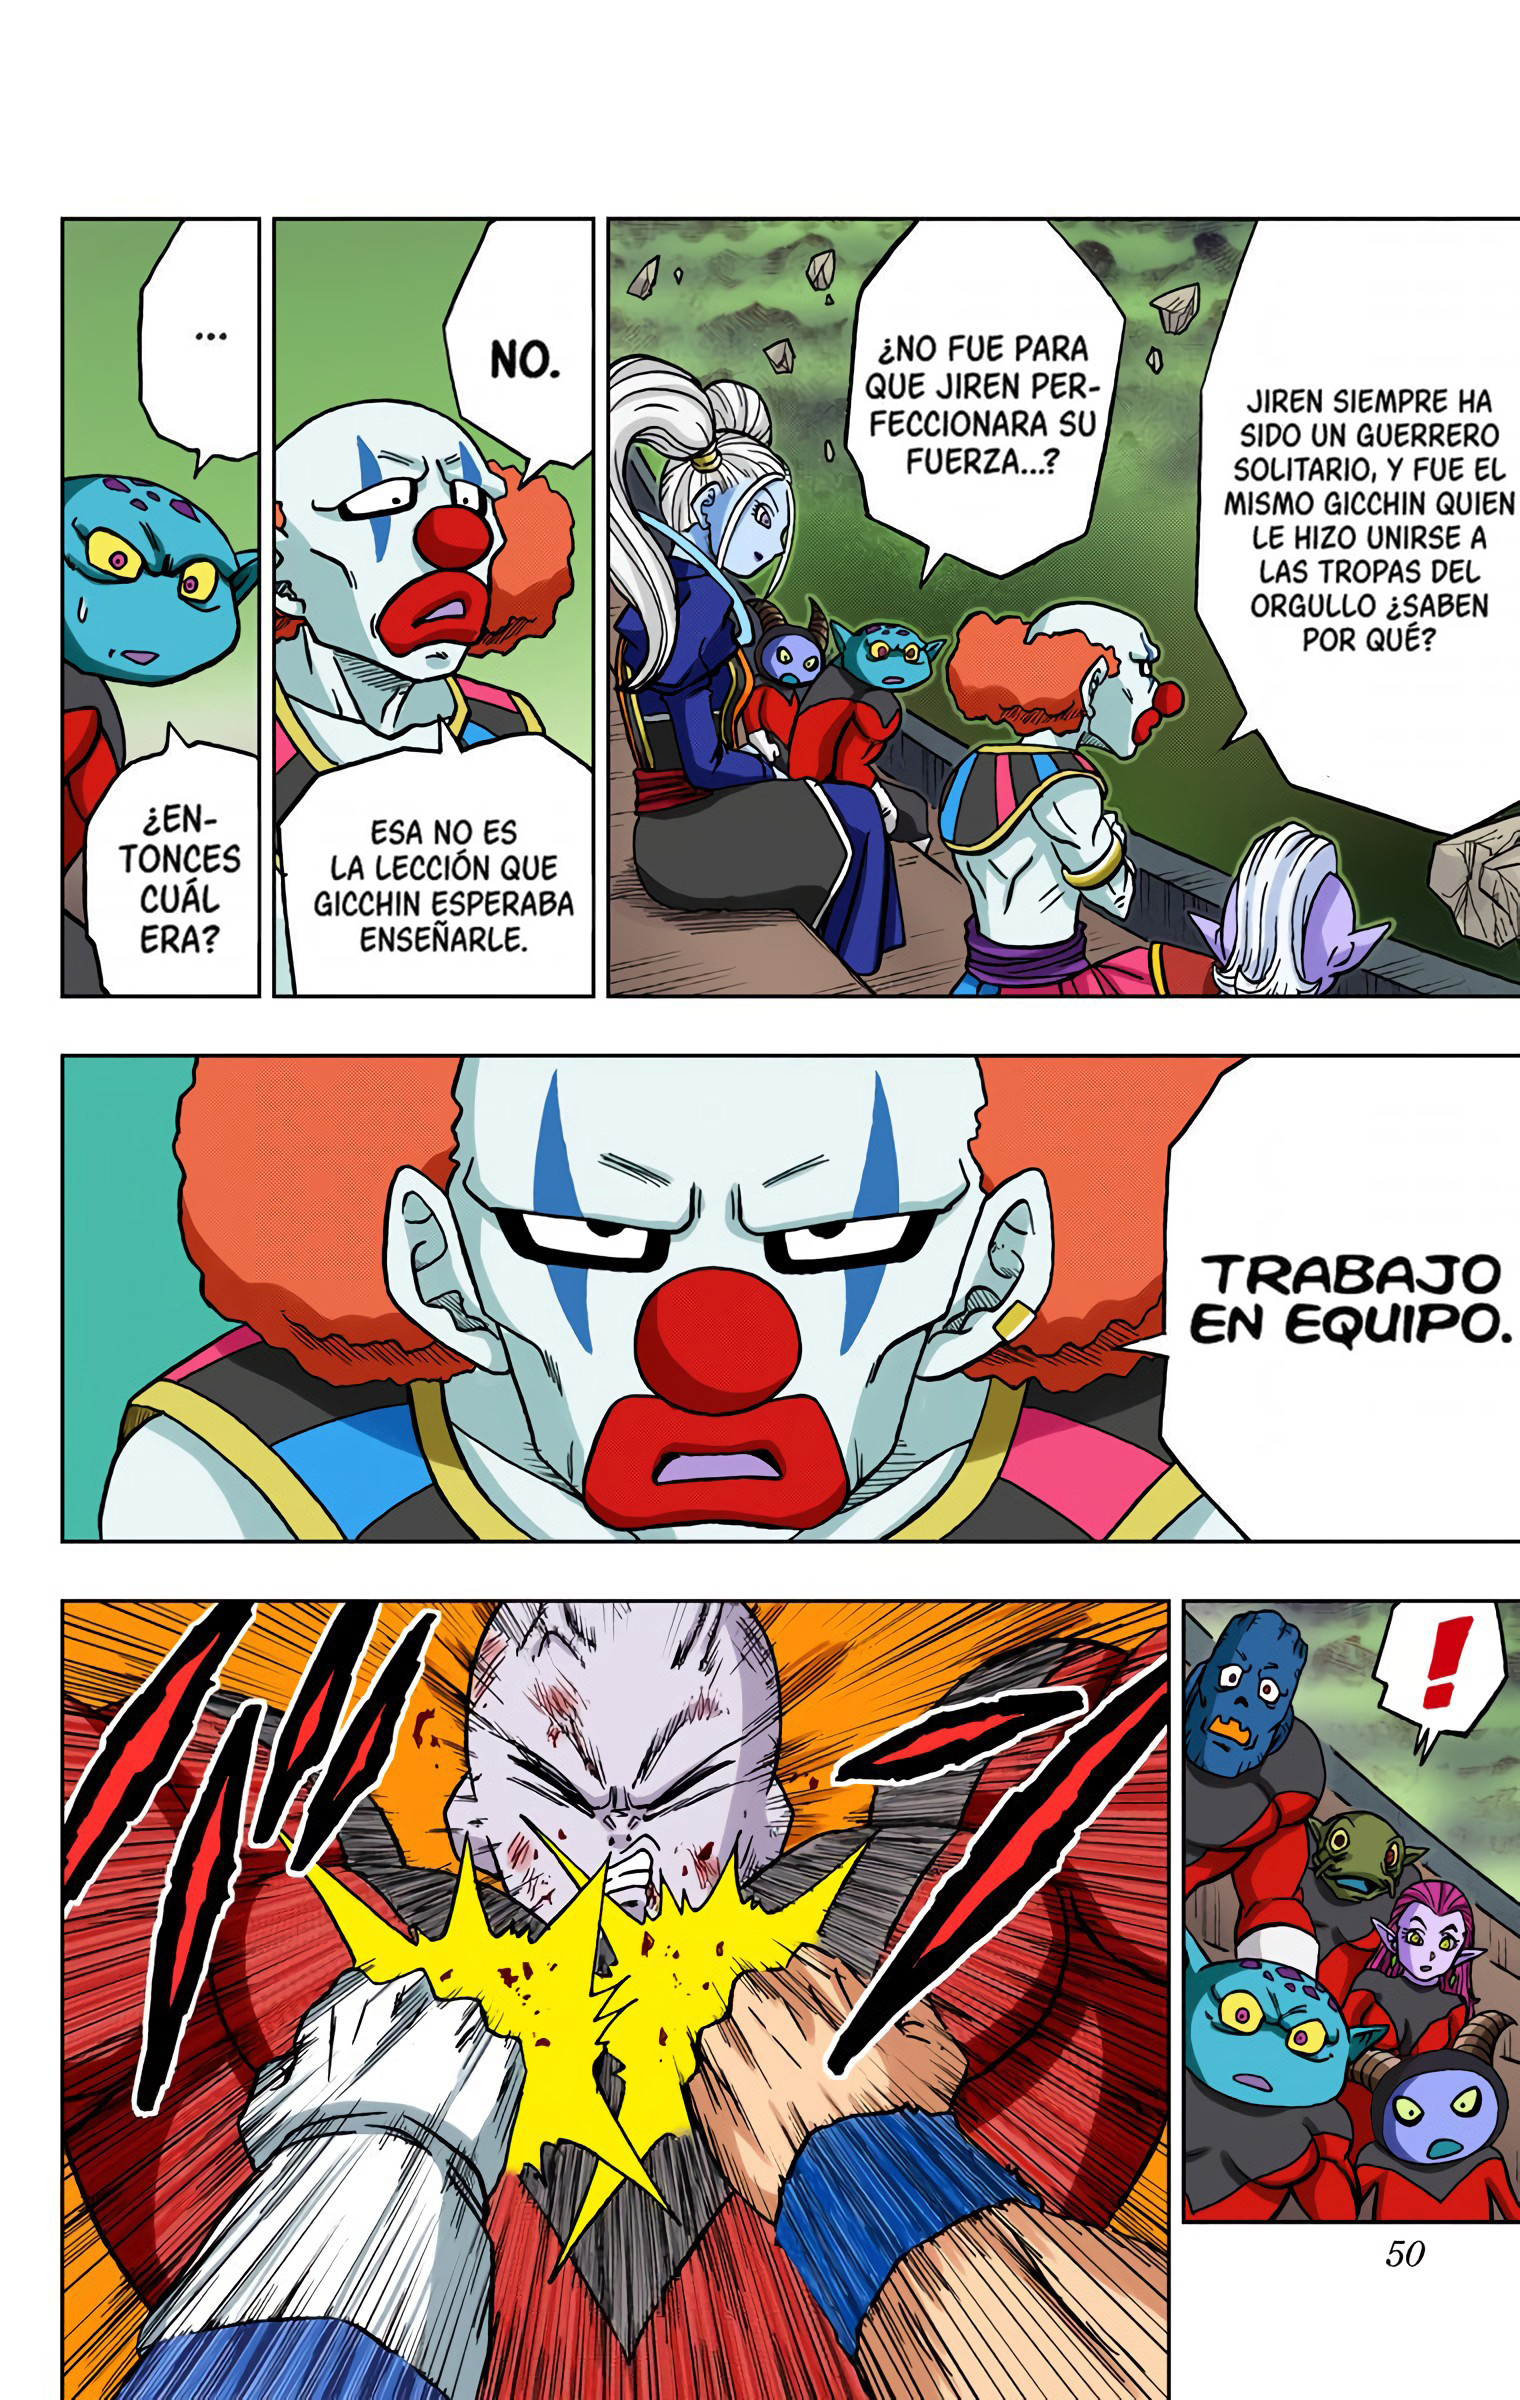 JIREN SIEMPRE HA
SIDO UN GUERRERO
SOLITARIO, Y FUE EL
MISMO GICCHIN QUIEN
LE HIZO UNIRSE A
LAS TROPAS DEL
ORGULLO ¿SABEN
POR QUÉ?
¿NO FUE PARA
QUE JIREN PER-
FECCIONARA SU
FUERZA...?
NO.
ESA NO ES
LA LECCIÓN QUE
GICCHIN ESPERABA
ENSEÑARLE.
...
¿EN-
TONCES
CUÁL
ERA?
TRABAJO
EN EQUIPO.
!
50